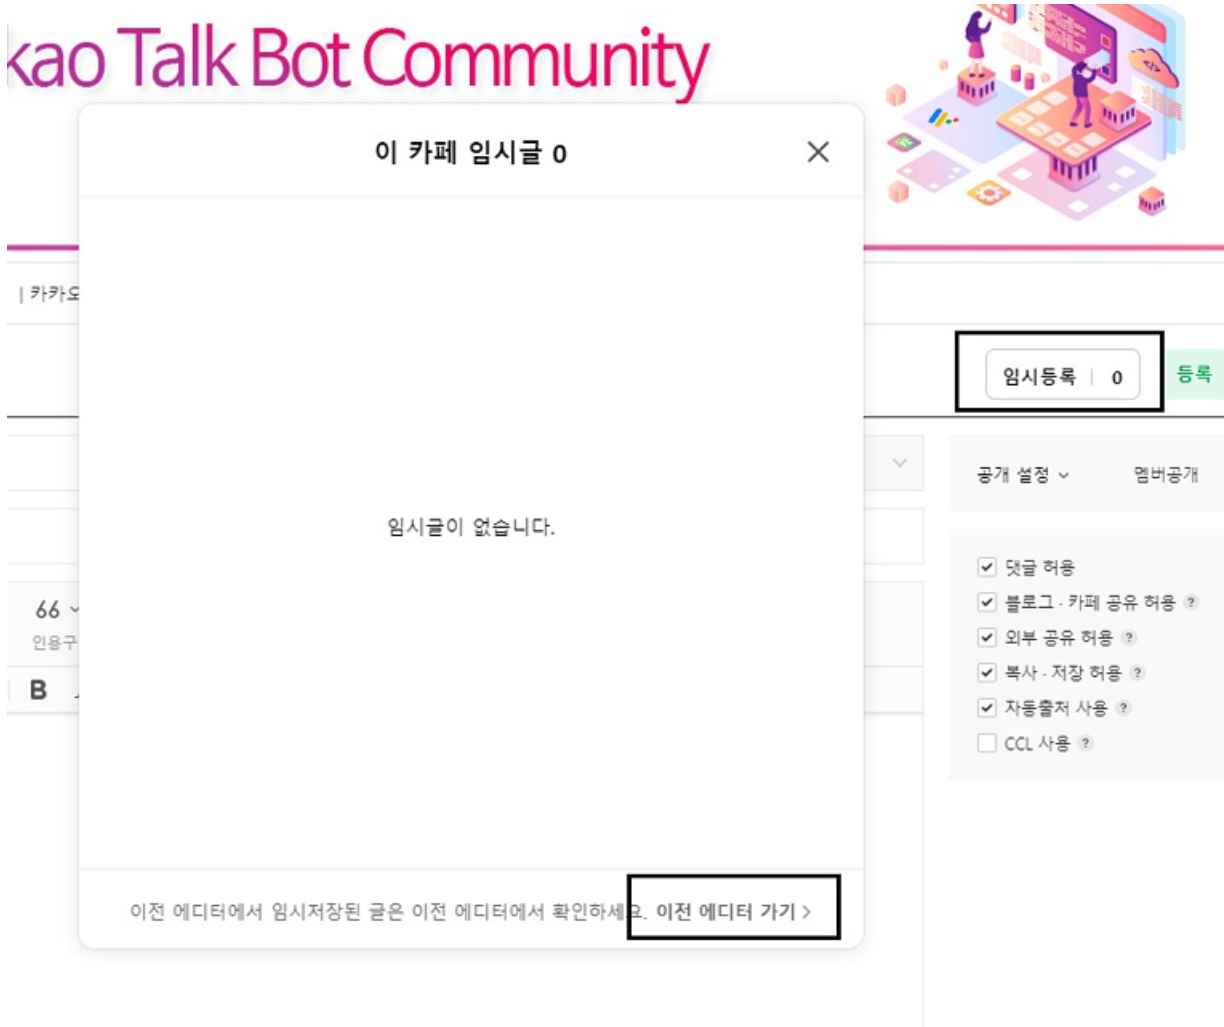 kao Talk Bot Community
이 카페 임시글 0
| 카카오
임시등록 | 0
등록
임시글이 없습니다.
공개 설정
멤버공개
댓글 허용
블로그 · 카페 공유 허용 ?
외부 공유 허용 ?
복사 · 저장 허용 ?
자동출처 사용 ?
CCL 사용 ?
66
인용구
B
이전 에디터에서 임시저장된 글은 이전 에디터에서 확인하세요. 이전 에디터 가기 >